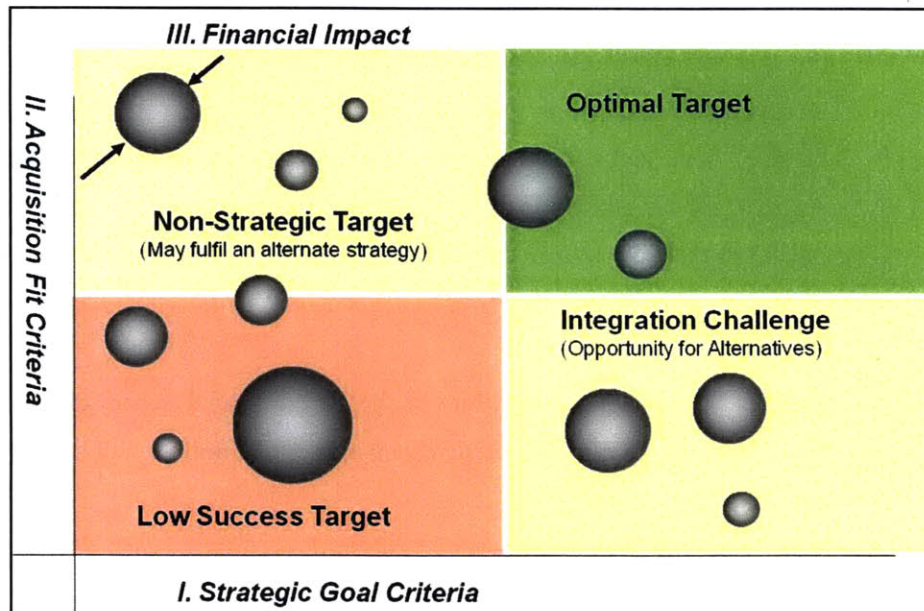 III. Financial Impact
II. Acquisition Fit Criteria
Optimal Target
Non-Strategic Target
(May fulfil an alternate strategy)
Integration Challenge
(Opportunity for Alternatives)
Low Success Target
I. Strategic Goal Criteria